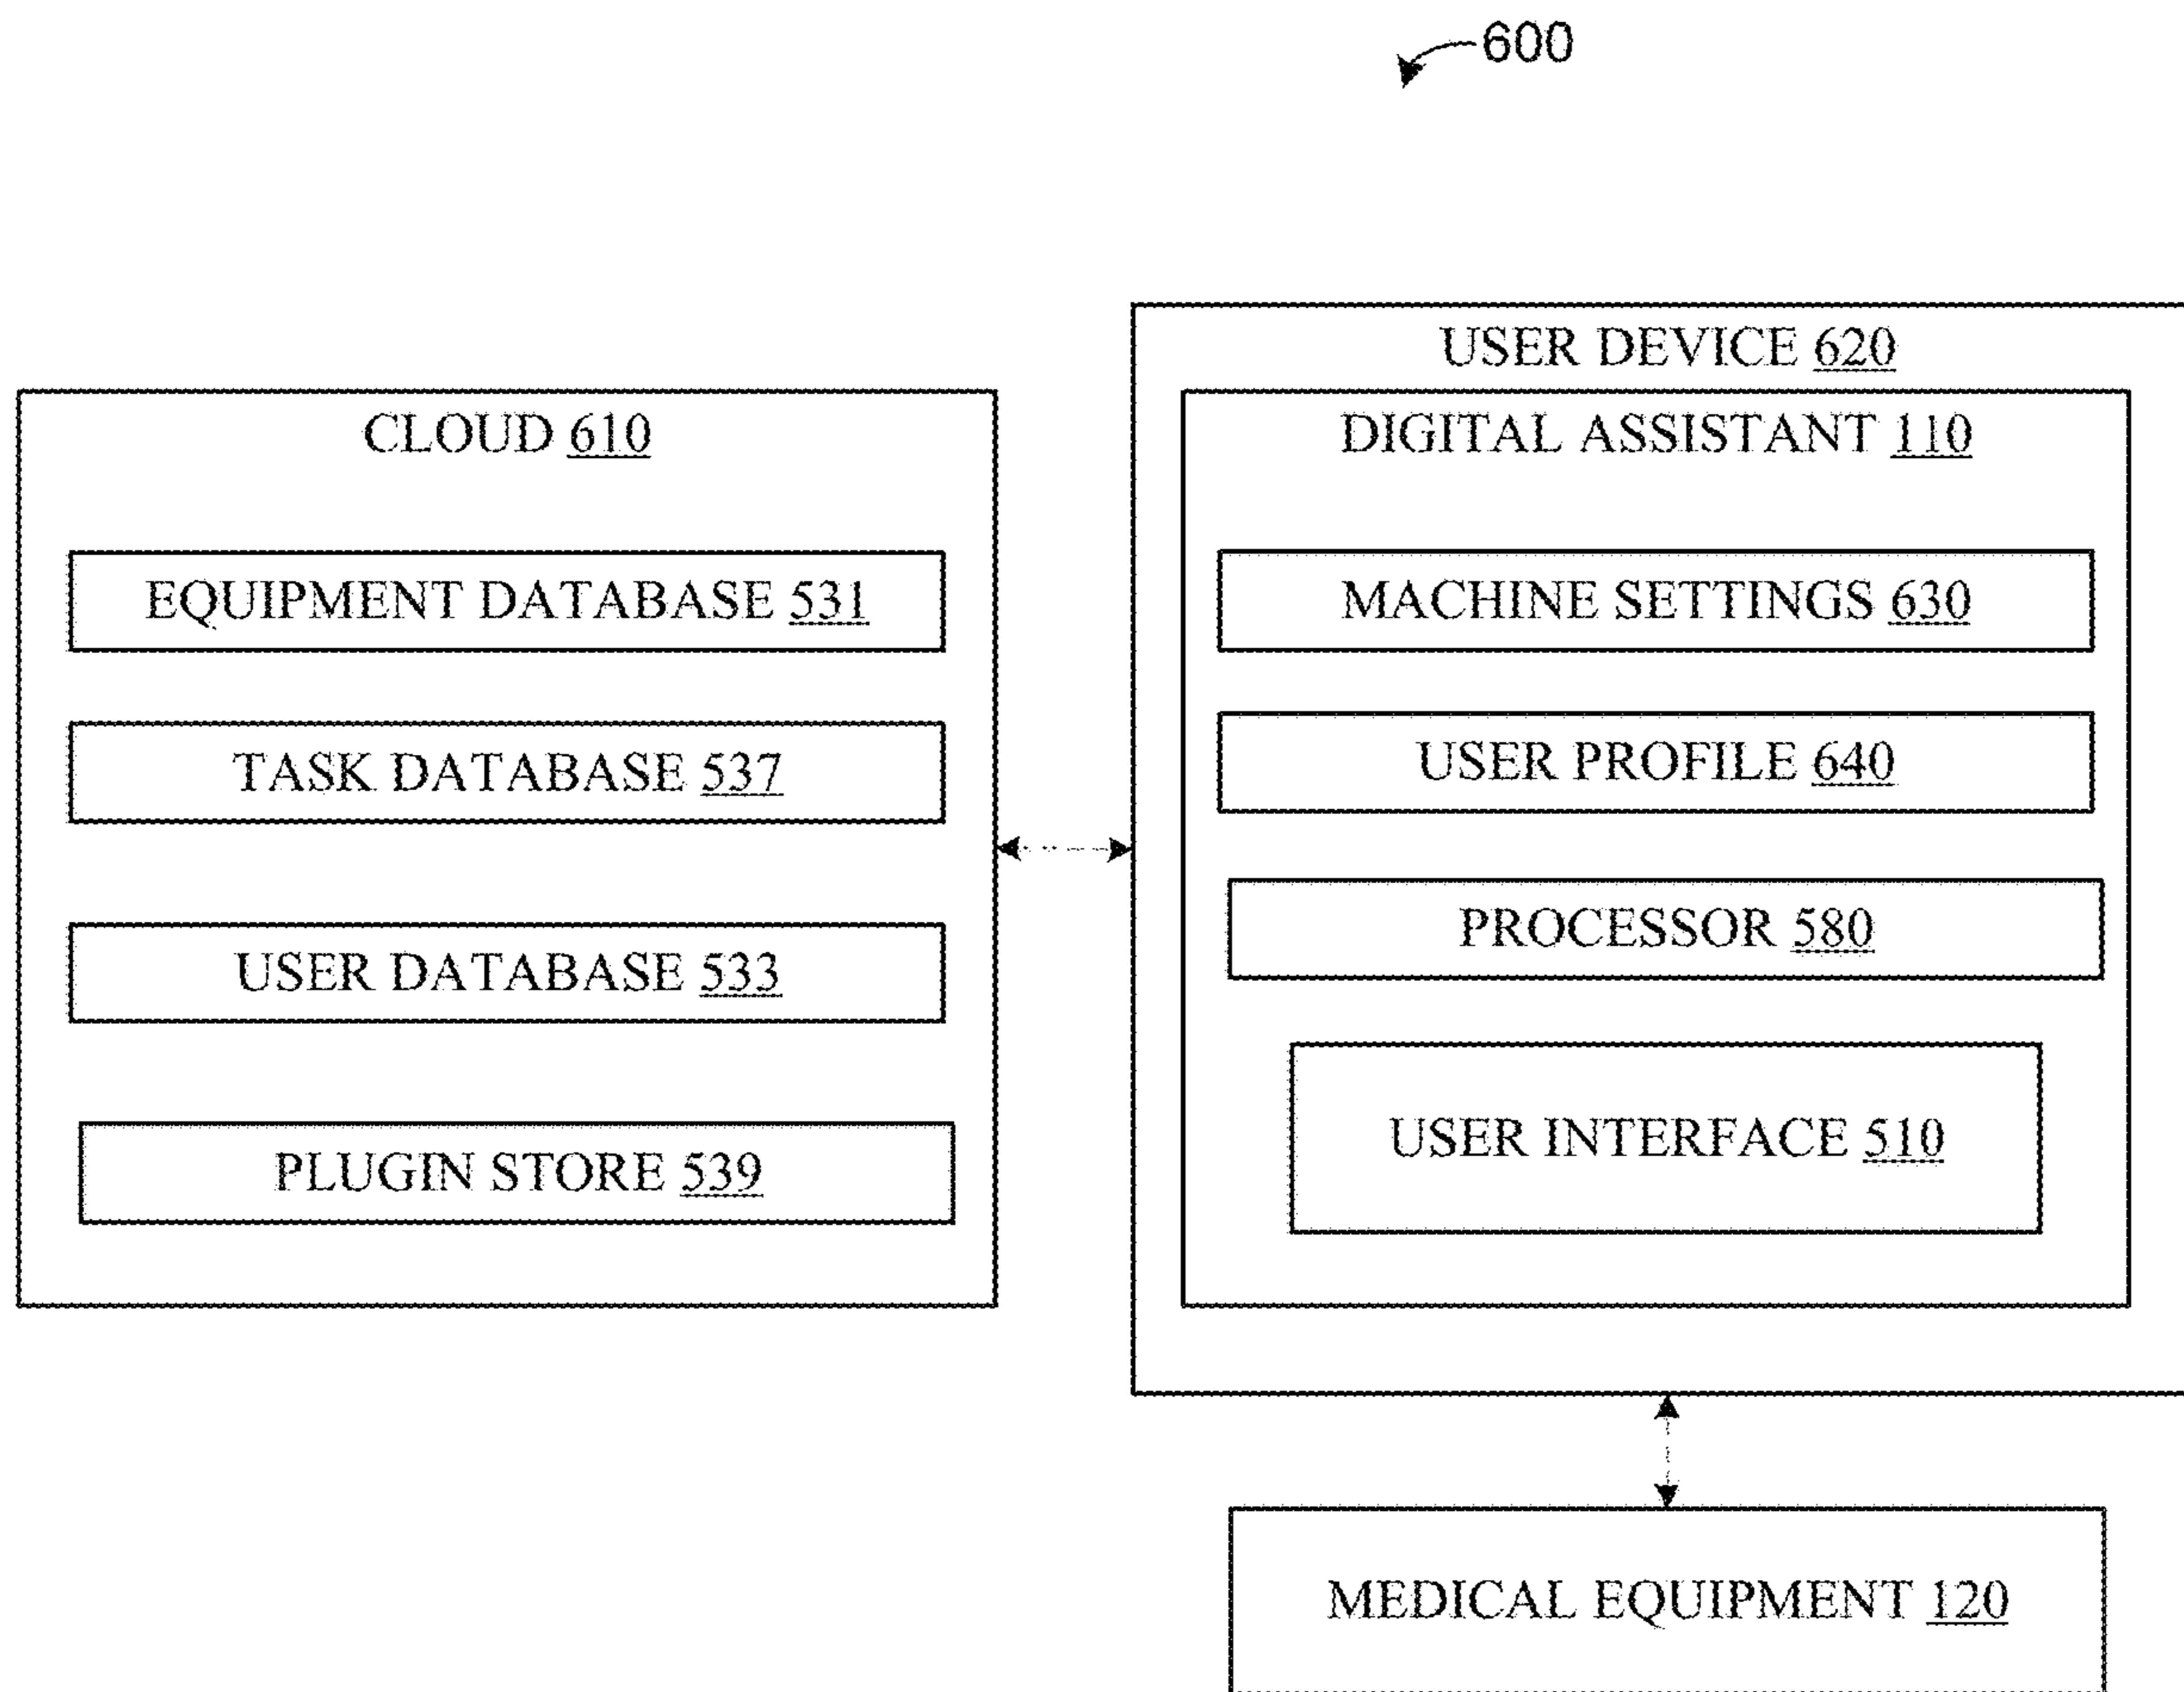 600
CLOUD 610
EQUIPMENT DATABASE 531
TASK DATABASE 537
USER DATABASE 533
PLUGIN STORE 539
USER DEVICE 620
DIGITAL ASSISTANT 110
MACHINE SETTINGS 630
USER PROFILE 640
PROCESSOR 580
USER INTERFACE 510
MEDICAL EQUIPMENT 120